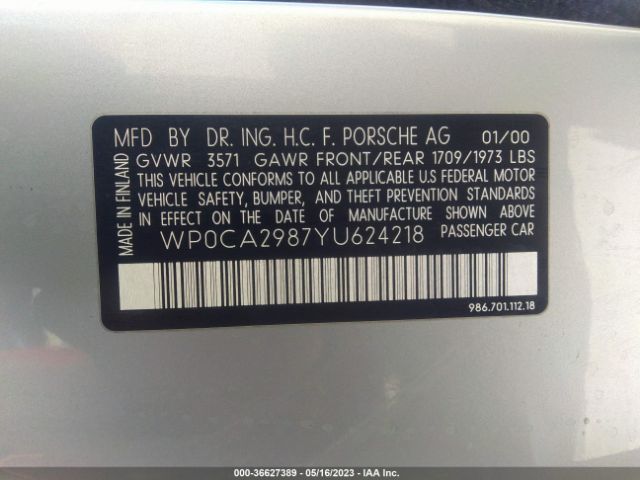 MFD BY DR. ING. H.C. F. PORSCHE AG 01/00
GVWR 3571 GAWR FRONT/REAR 1709/1973 LBS
THIS VEHICLE CONFORMS TO ALL APPLICABLE U.S FEDERAL MOTOR
VEHICLE SAFETY, BUMPER, AND THEFT PREVENTION STANDARDS
IN EFFECT ON THE DATE OF MANUFACTURE SHOWN ABOVE.
WP0CA2987YU624218 PASSENGER CAR
MADE IN FINLAND
986.701.112.18
000-36627389 - 05/16/2023 - IAA Inc.